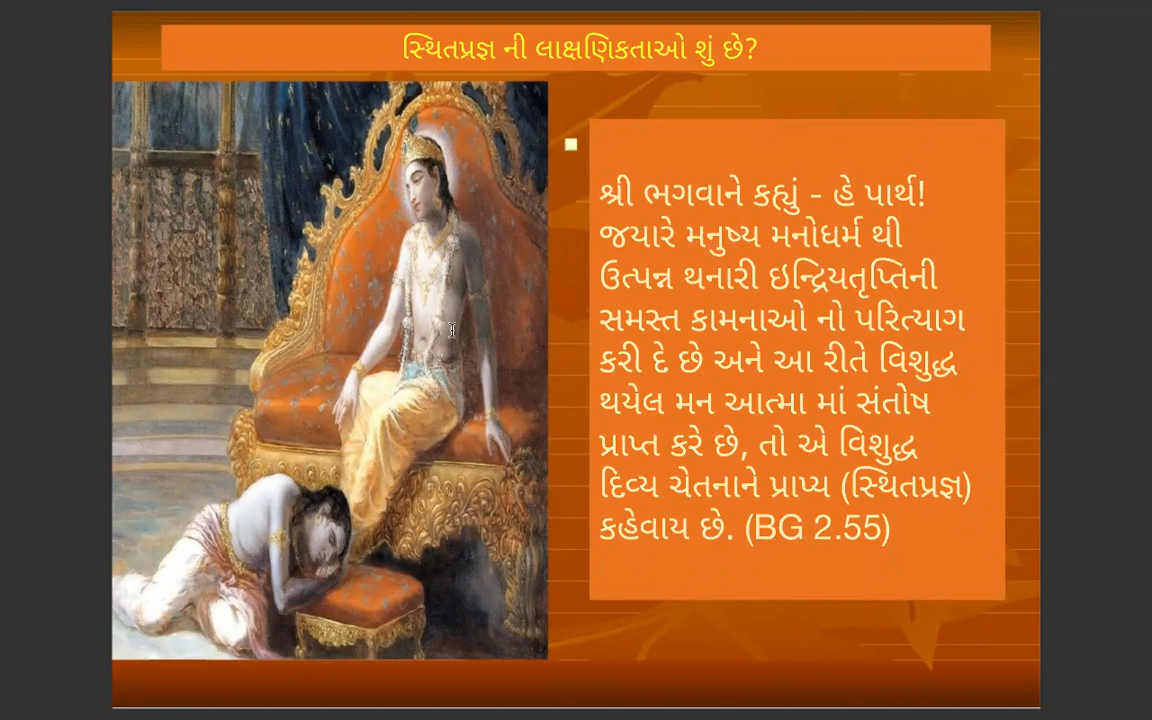 સ્થિતપ્રજ્ઞ ની લાક્ષણિકતાઓ શું છે?
શ્રી ભગવાને કહ્યું - હે પાર્થ!
જયારે મનુષ્ય મનોધર્મ થી
ઉત્પન્ન થનારી ઇન્દ્રિયતૃપ્તિની
સમસ્ત કામનાઓ નો પરિત્યાગ
કરી દે છે અને આ રીતે વિશુદ્ધ
થયેલ મન આત્મા માં સંતોષ
પ્રાપ્ત કરે છે, તો એ વિશુદ્ધ
દિવ્ય ચેતનાને પ્રાપ્ય (સ્થિતપ્રજ્ઞ)
કહેવાય છે. (BG 2.55)